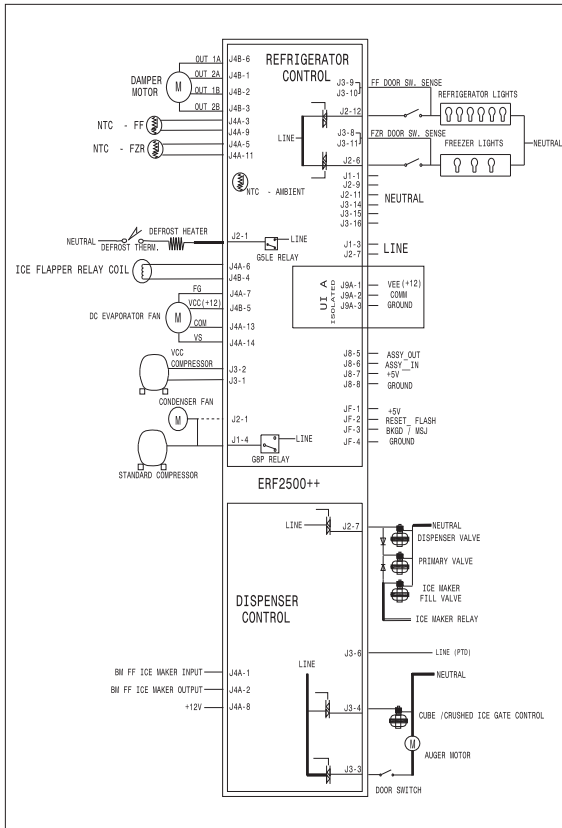 REFRIGERATOR
CONTROL
DAMPER
MOTOR
M
OUT 1A
J4B-6
OUT 2A
J4B-1
OUT 1B
J4B-2
OUT 2B
J4B-3
NTC - FF
J4A-3
J4A-9
NTC - FZR
J4A-5
J4A-11
NTC - AMBIENT
J3-9
J3-10
FF DOOR SW. SENSE
REFRIGERATOR LIGHTS
J2-12
LINE
J3-8
J3-11
FZR DOOR SW. SENSE
FREEZER LIGHTS
NEUTRAL
J2-6
J1-1
J2-9
J2-11
J3-14
J3-15
J3-16
NEUTRAL
J1-3
J2-7
LINE
NEUTRAL
DEFROST THERM.
DEFROST HEATER
J2-1
LINE
G5LE RELAY
ICE FLAPPER RELAY COIL
J4A-6
J4B-4
DC EVAPORATOR FAN
M
FG
J4A-7
VCC(+12)
J4B-5
COM
J4A-13
VS
J4A-14
UI A
ISOLATED
J9A-1
VEE (+12)
J9A-2
COMM
J9A-3
GROUND
VCC
COMPRESSOR
J3-2
J3-1
J8-5
ASSY_OUT
J8-6
ASSY_IN
J8-7
+5V
J8-8
GROUND
CONDENSER FAN
M
J2-1
J1-4
LINE
G8P RELAY
STANDARD COMPRESSOR
JF-1
+5V
JF-2
RESET_FLASH
JF-3
BKGD / MSJ
JF-4
GROUND
ERF2500++
LINE
J2-7
NEUTRAL
DISPENSER VALVE
PRIMARY VALVE
ICE MAKER
FILL VALVE
ICE MAKER RELAY
DISPENSER
CONTROL
J3-6
LINE (PTD)
BM FF ICE MAKER INPUT
J4A-1
BM FF ICE MAKER OUTPUT
J4A-2
+12V
J4A-8
LINE
NEUTRAL
J3-4
CUBE /CRUSHED ICE GATE CONTROL
M
AUGER MOTOR
J3-3
DOOR SWITCH